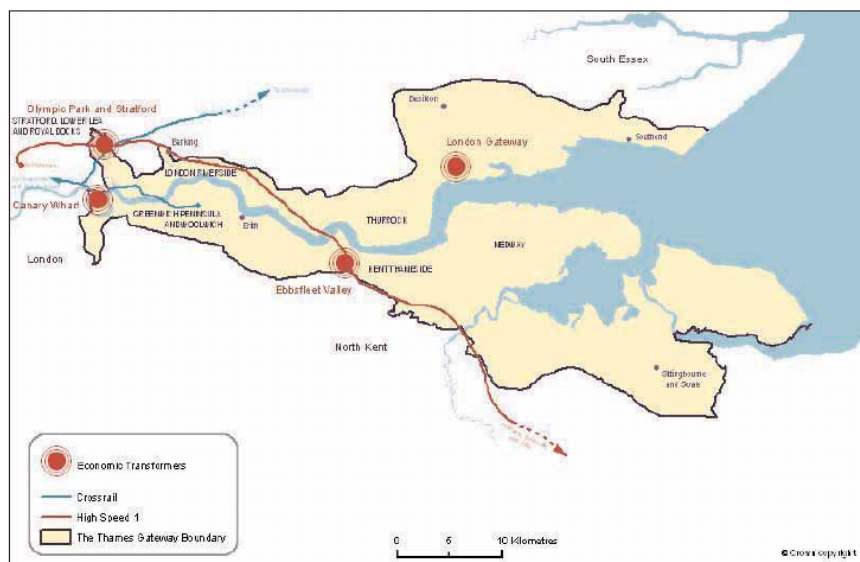 South Essex
Olympic Park and Stratford
STRATFORD, LOWER LEA
AND ROYAL DOCKS
Basildon
Southend
London Gateway
Barking
LONDON RIVERSIDE
Canary Wharf
GREENWICH PENINSULA
AND WOOLWICH
Erith
THURROCK
MEDWAY
KENT THAMESIDE
London
Ebbsfleet Valley
North Kent
Sittingbourne
and Swale
Economic Transformers
Crossrail
High Speed 1
The Thames Gateway Boundary
0 5 10 Kilometres
© Crown copyright